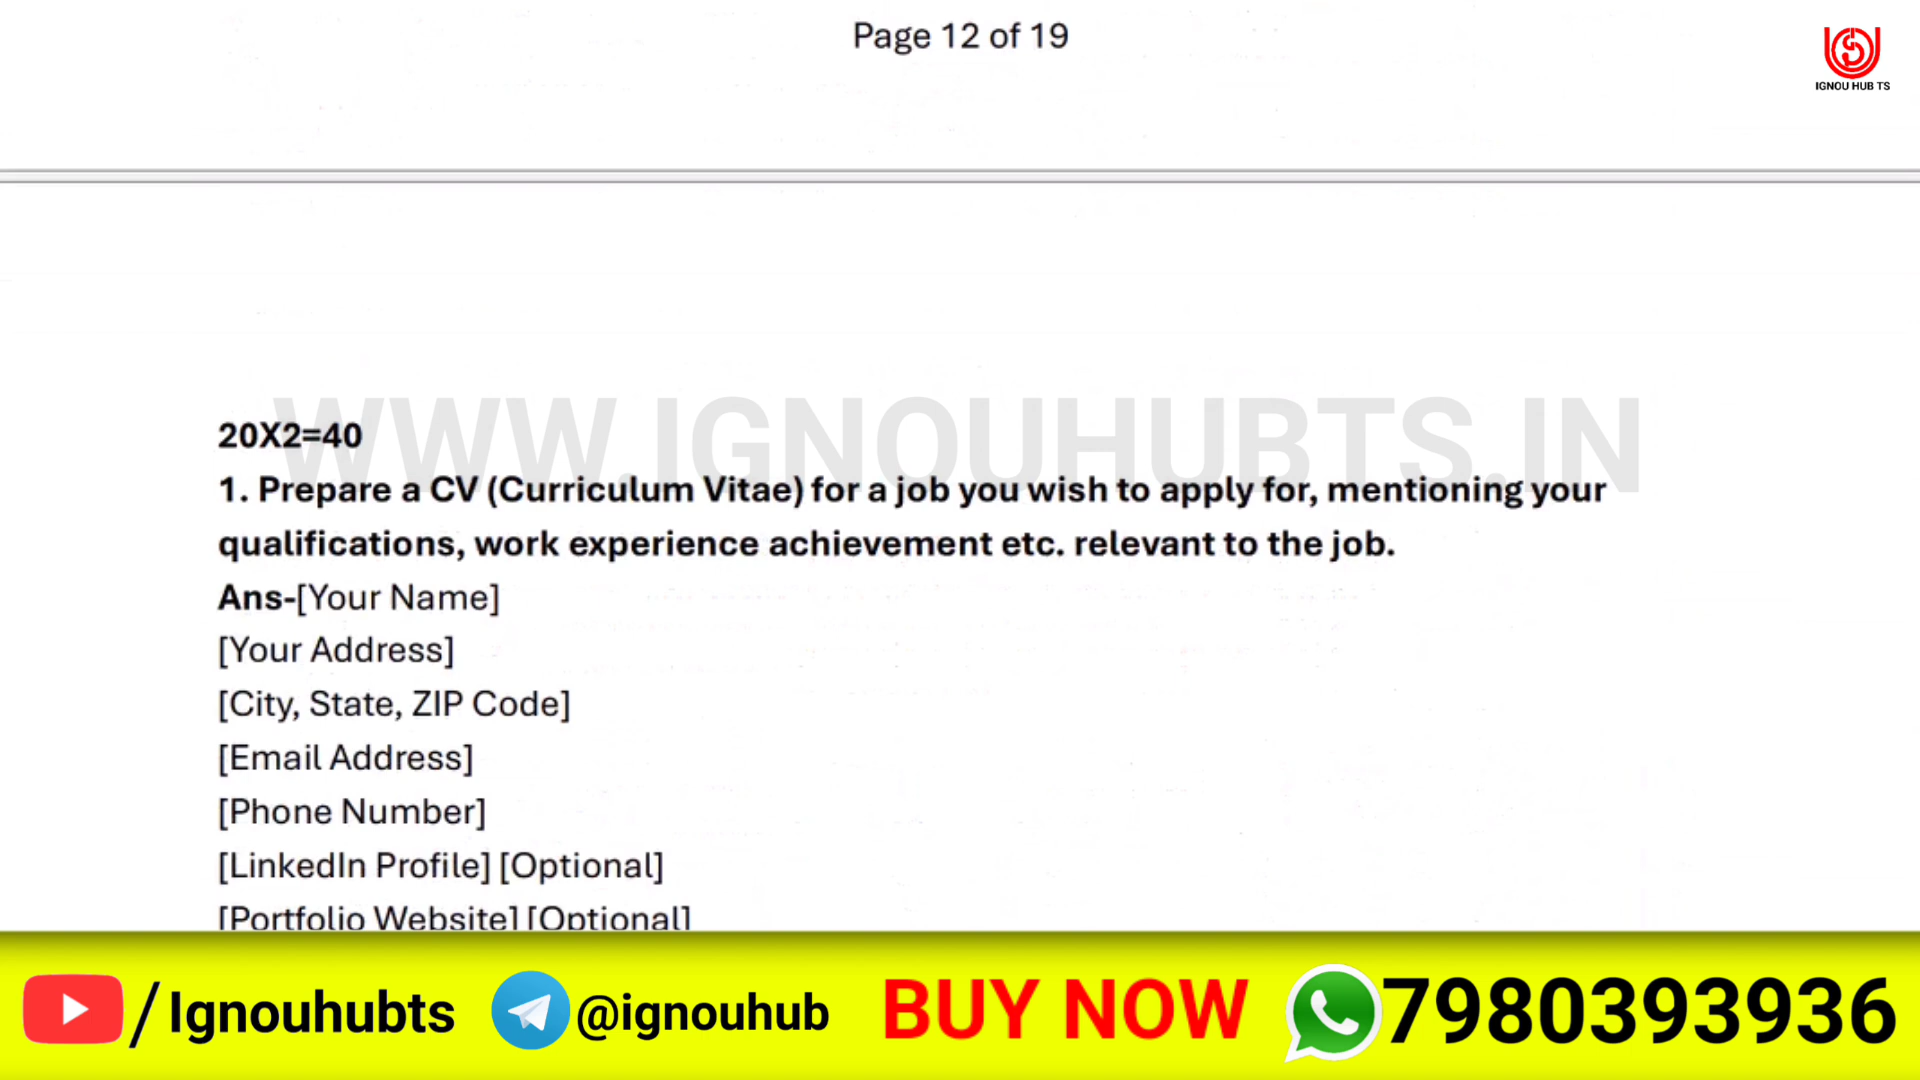 Page 12 of 19
IGNOU HUB TS
WWW.IGNOUHUBTS.IN
20X2=40
1. Prepare a CV (Curriculum Vitae) for a job you wish to apply for, mentioning your
qualifications, work experience achievement etc. relevant to the job.
Ans-[Your Name]
[Your Address]
[City, State, ZIP Code]
[Email Address]
[Phone Number]
[LinkedIn Profile] [Optional]
[Portfolio Website] [Optional]
/Ignouhubts @ignouhub BUY NOW 7980393936